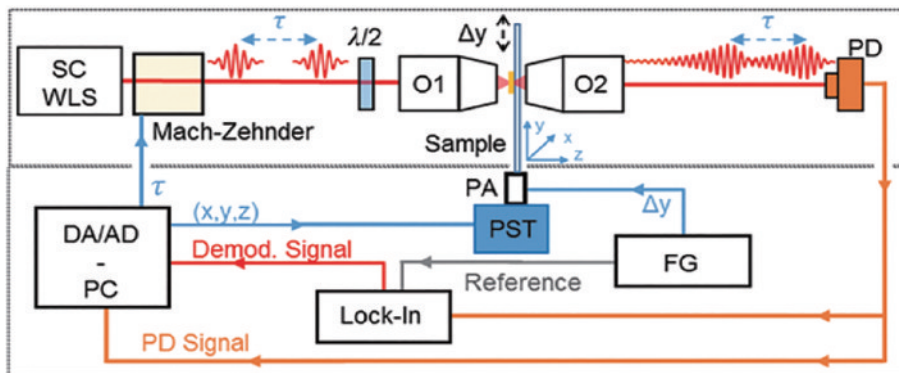 τ
τ
Δy
PD
SC
WLS
λ/2
O1
O2
Mach-Zehnder
Sample
y
x
z
τ
PA
Δy
(x,y,z)
PST
DA/AD
-
PC
Demod. Signal
FG
Reference
Lock-In
PD Signal